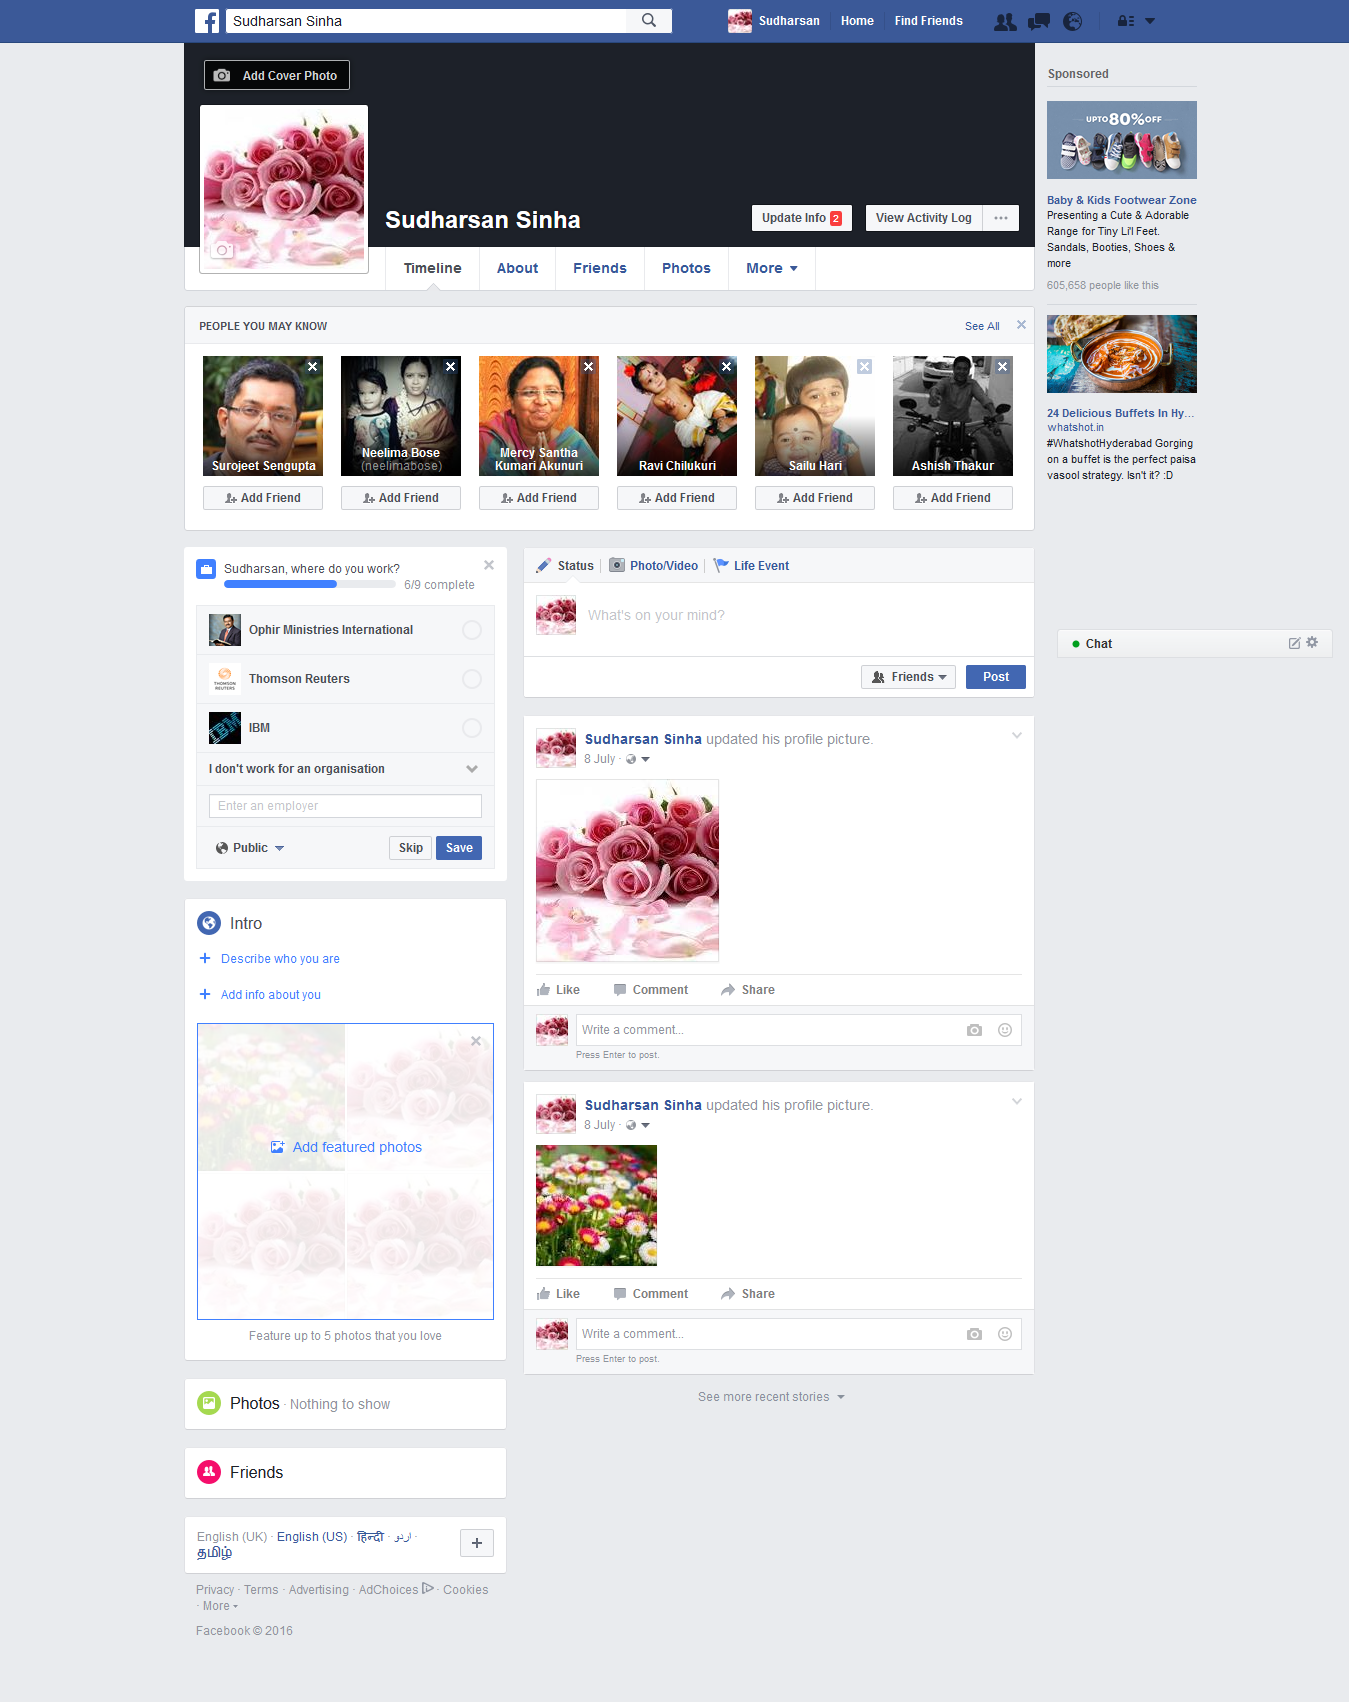 Sudharsan Sinha
Sudharsan
Home
Find Friends
Add Cover Photo
Sudharsan Sinha
Update Info 2
View Activity Log
Timeline
About
Friends
Photos
More
PEOPLE YOU MAY KNOW
See All
Surojeet Sengupta
Neelima Bose
(neelimabose)
Mercy Santha
Kumari Akunuri
Ravi Chilukuri
Sailu Hari
Ashish Thakur
Add Friend
Add Friend
Add Friend
Add Friend
Add Friend
Add Friend
Sudharsan, where do you work?
6/9 complete
Ophir Ministries International
THOMSON REUTERS
Thomson Reuters
IBM
IBM
I don't work for an organisation
Enter an employer
Public
Skip
Save
Intro
Describe who you are
Add info about you
Add featured photos
Feature up to 5 photos that you love
Photos · Nothing to show
Friends
English (UK) · English (US) · हिन्दी · اردو ·
தமிழ்
Privacy · Terms · Advertising · AdChoices · Cookies
· More
Facebook © 2016
Status
Photo/Video
Life Event
What's on your mind?
Friends
Post
Sudharsan Sinha updated his profile picture.
8 July ·
Like
Comment
Share
Write a comment...
Press Enter to post.
Sudharsan Sinha updated his profile picture.
8 July ·
Like
Comment
Share
Write a comment...
Press Enter to post.
See more recent stories
Sponsored
UPTO 80% OFF
Baby & Kids Footwear Zone
Presenting a Cute & Adorable
Range for Tiny Li'l Feet.
Sandals, Booties, Shoes &
more
605,658 people like this
24 Delicious Buffets In Hy...
whatshot.in
#WhatshotHyderabad Gorging
on a buffet is the perfect paisa
vasool strategy. Isn't it? :D
Chat